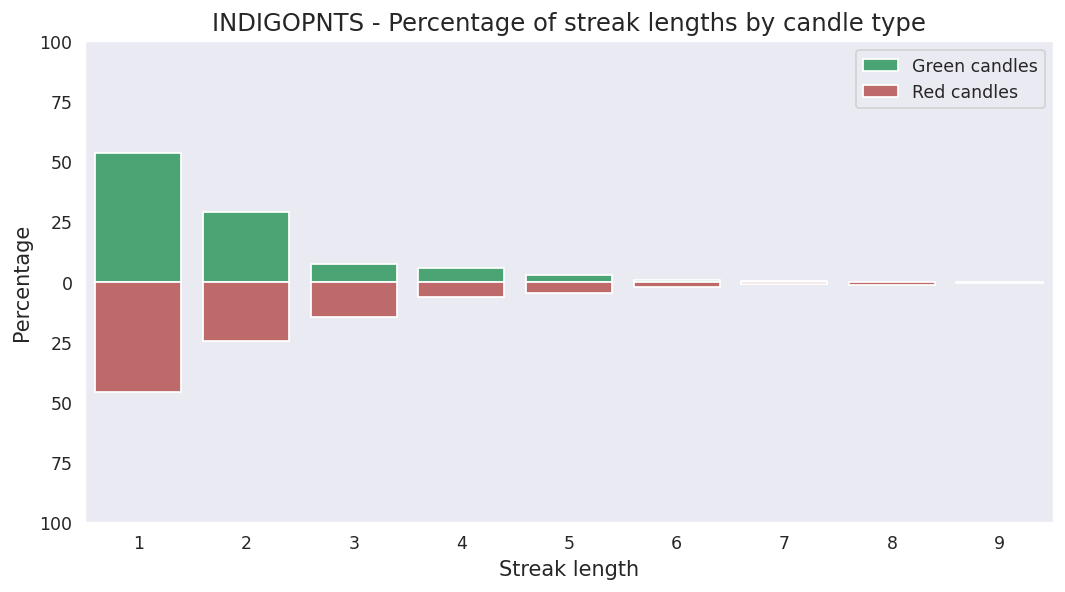 INDIGOPNTS - Percentage of streak lengths by candle type
Green candles
Red candles
Percentage
100
75
50
25
0
25
50
75
100
1 2 3 4 5 6 7 8 9
Streak length